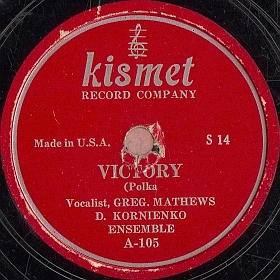 kismet
RECORD COMPANY
Made in U.S.A. S 14
VICTORY
(Polka
Vocalist, GREG. MATHEWS
D. KORNIENKO
ENSEMBLE
A-105